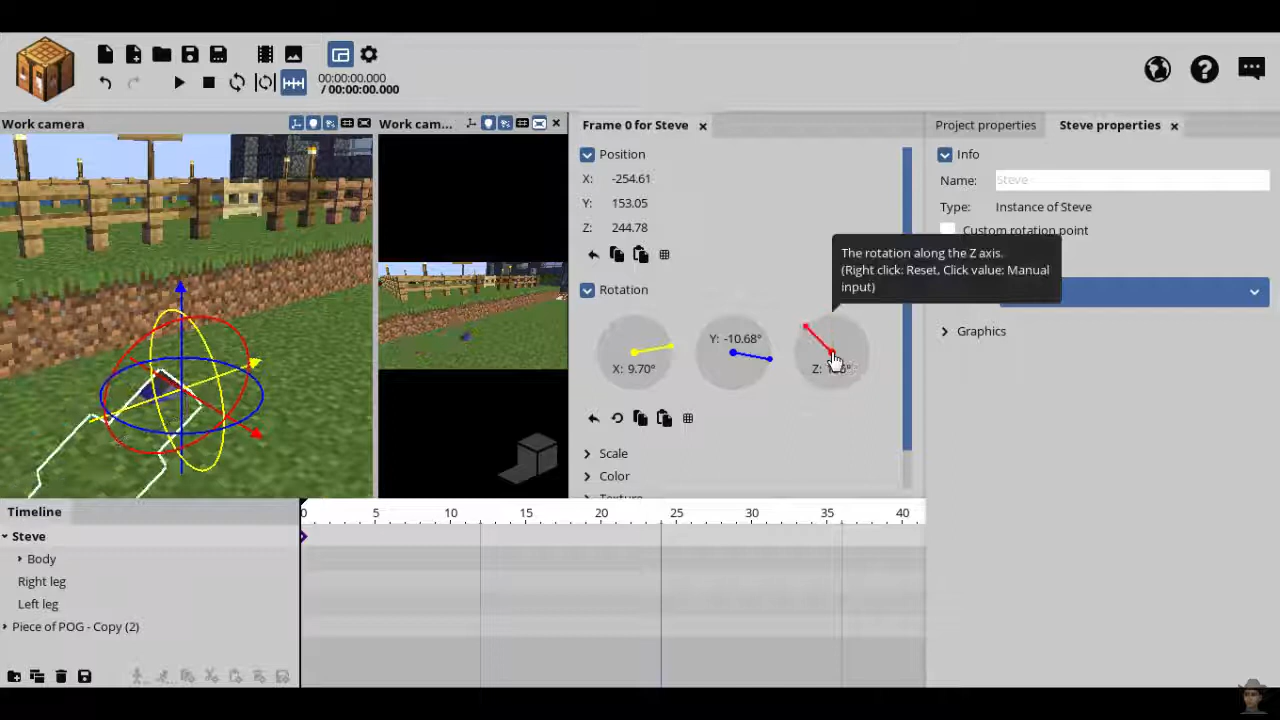 00:00:00.000
/ 00:00:00.000
Work camera
Work cam...
Frame 0 for Steve
Project properties
Steve properties
Position
X: -254.61
Y: 153.05
Z: 244.78
Rotation
X: 9.70°
Y: -10.68°
Z:
Scale
Color
Info
Name: Steve
Type: Instance of Steve
Custom rotation point
The rotation along the Z axis.
(Right click: Reset, Click value: Manual
input)
Graphics
Timeline
0 5 10 15 20 25 30 35 40
Steve
Body
Right leg
Left leg
Piece of POG - Copy (2)